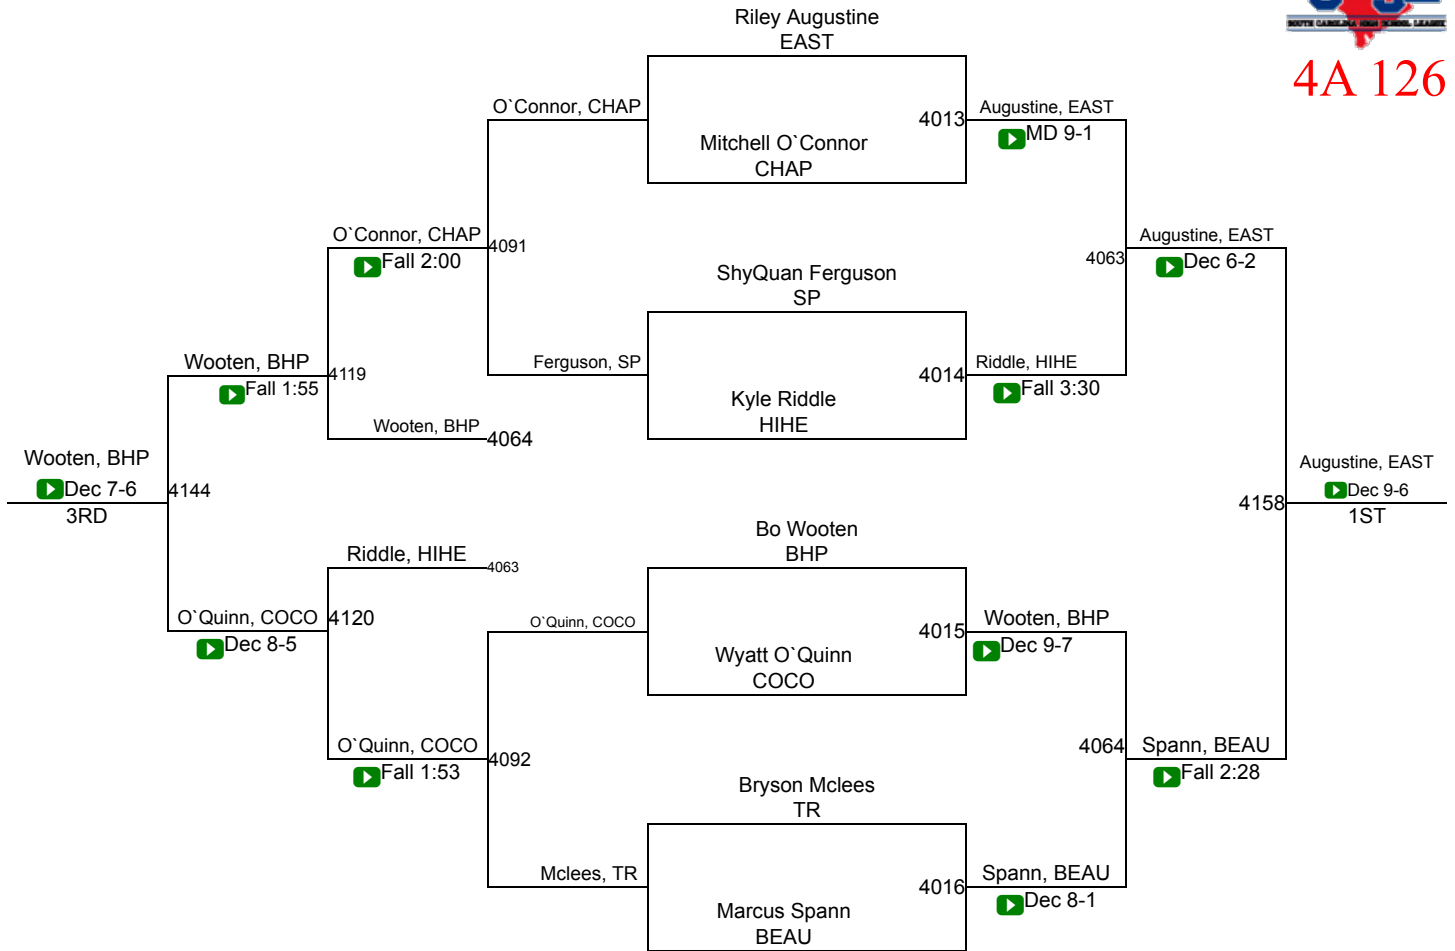 SOUTH CAROLINA HIGH SCHOOL LEAGUE
4A 126
Riley Augustine
EAST
O`Connor, CHAP
4013
Augustine, EAST
MD 9-1
Mitchell O`Connor
CHAP
O`Connor, CHAP
4091
Fall 2:00
4063
Augustine, EAST
Dec 6-2
ShyQuan Ferguson
SP
Wooten, BHP
4119
Fall 1:55
Ferguson, SP
4014
Riddle, HIHE
Fall 3:30
Kyle Riddle
HIHE
Wooten, BHP
4064
Wooten, BHP
Dec 7-6
4144
3RD
4158
Augustine, EAST
Dec 9-6
1ST
Bo Wooten
BHP
Riddle, HIHE
4063
O`Quinn, COCO
4120
Dec 8-5
O`Quinn, COCO
4015
Wooten, BHP
Dec 9-7
Wyatt O`Quinn
COCO
O`Quinn, COCO
4092
Fall 1:53
4064
Spann, BEAU
Fall 2:28
Bryson Mclees
TR
Mclees, TR
4016
Spann, BEAU
Dec 8-1
Marcus Spann
BEAU